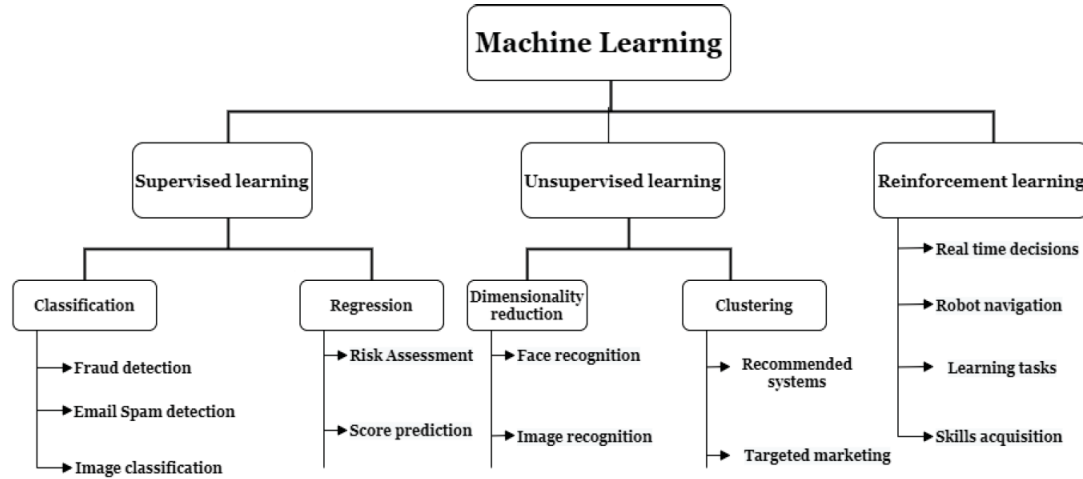 Machine Learning
Supervised learning
Unsupervised learning
Reinforcement learning
Classification
Fraud detection
Email Spam detection
Image classification
Regression
Risk Assessment
Score prediction
Dimensionality
reduction
Face recognition
Image recognition
Clustering
Recommended
systems
Targeted marketing
Real time decisions
Robot navigation
Learning tasks
Skills acquisition